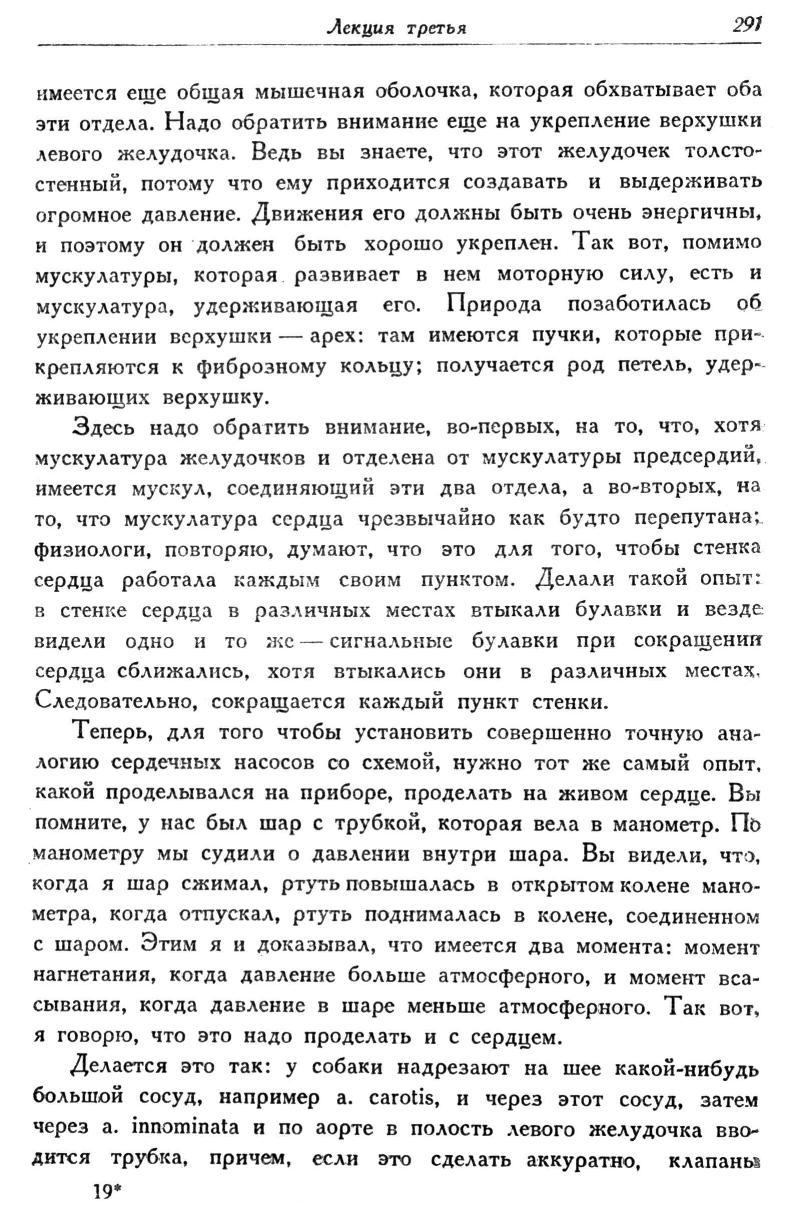 Лекция третья 291
имеется еще общая мышечная оболочка, которая обхватывает оба
эти отдела. Надо обратить внимание еще на укрепление верхушки
левого желудочка. Ведь вы знаете, что этот желудочек толсто-
стенный, потому что ему приходится создавать и выдерживать
огромное давление. Движения его должны быть очень энергичны,
и поэтому он должен быть хорошо укреплен. Так вот, помимо
мускулатуры, которая развивает в нем моторную силу, есть и
мускулатура, удерживающая его. Природа позаботилась об
укреплении верхушки — apex: там имеются пучки, которые при-
крепляются к фиброзному кольцу; получается род петель, удер-
живающих верхушку.
Здесь надо обратить внимание, во-первых, на то, что, хотя
мускулатура желудочков и отделена от мускулатуры предсердий,
имеется мускул, соединяющий эти два отдела, а во-вторых, на
то, что мускулатура сердца чрезвычайно как будто перепутана;
физиологи, повторяю, думают, что это для того, чтобы стенка
сердца работала каждым своим пунктом. Делали такой опыт:
в стенке сердца в различных местах втыкали булавки и везде
видели одно и то же — сигнальные булавки при сокращении
сердца сближались, хотя втыкались они в различных местах.
Следовательно, сокращается каждый пункт стенки.
Теперь, для того чтобы установить совершенно точную ана-
логию сердечных насосов со схемой, нужно тот же самый опыт,
какой проделывался на приборе, проделать на живом сердце. Вы
помните, у нас был шар с трубкой, которая вела в манометр. По
манометру мы судили о давлении внутри шара. Вы видели, что,
когда я шар сжимал, ртуть повышалась в открытом колене мано-
метра, когда отпускал, ртуть поднималась в колене, соединенном
с шаром. Этим я и доказывал, что имеется два момента: момент
нагнетания, когда давление больше атмосферного, и момент вса-
сывания, когда давление в шаре меньше атмосферного. Так вот,
я говорю, что это надо проделать и с сердцем.
Делается это так: у собаки надрезают на шее какой-нибудь
большой сосуд, например a. carotis, и через этот сосуд, затем
через a. innominata и по аорте в полость левого желудочка вво-
дится трубка, причем, если это сделать аккуратно, клапаны
19*